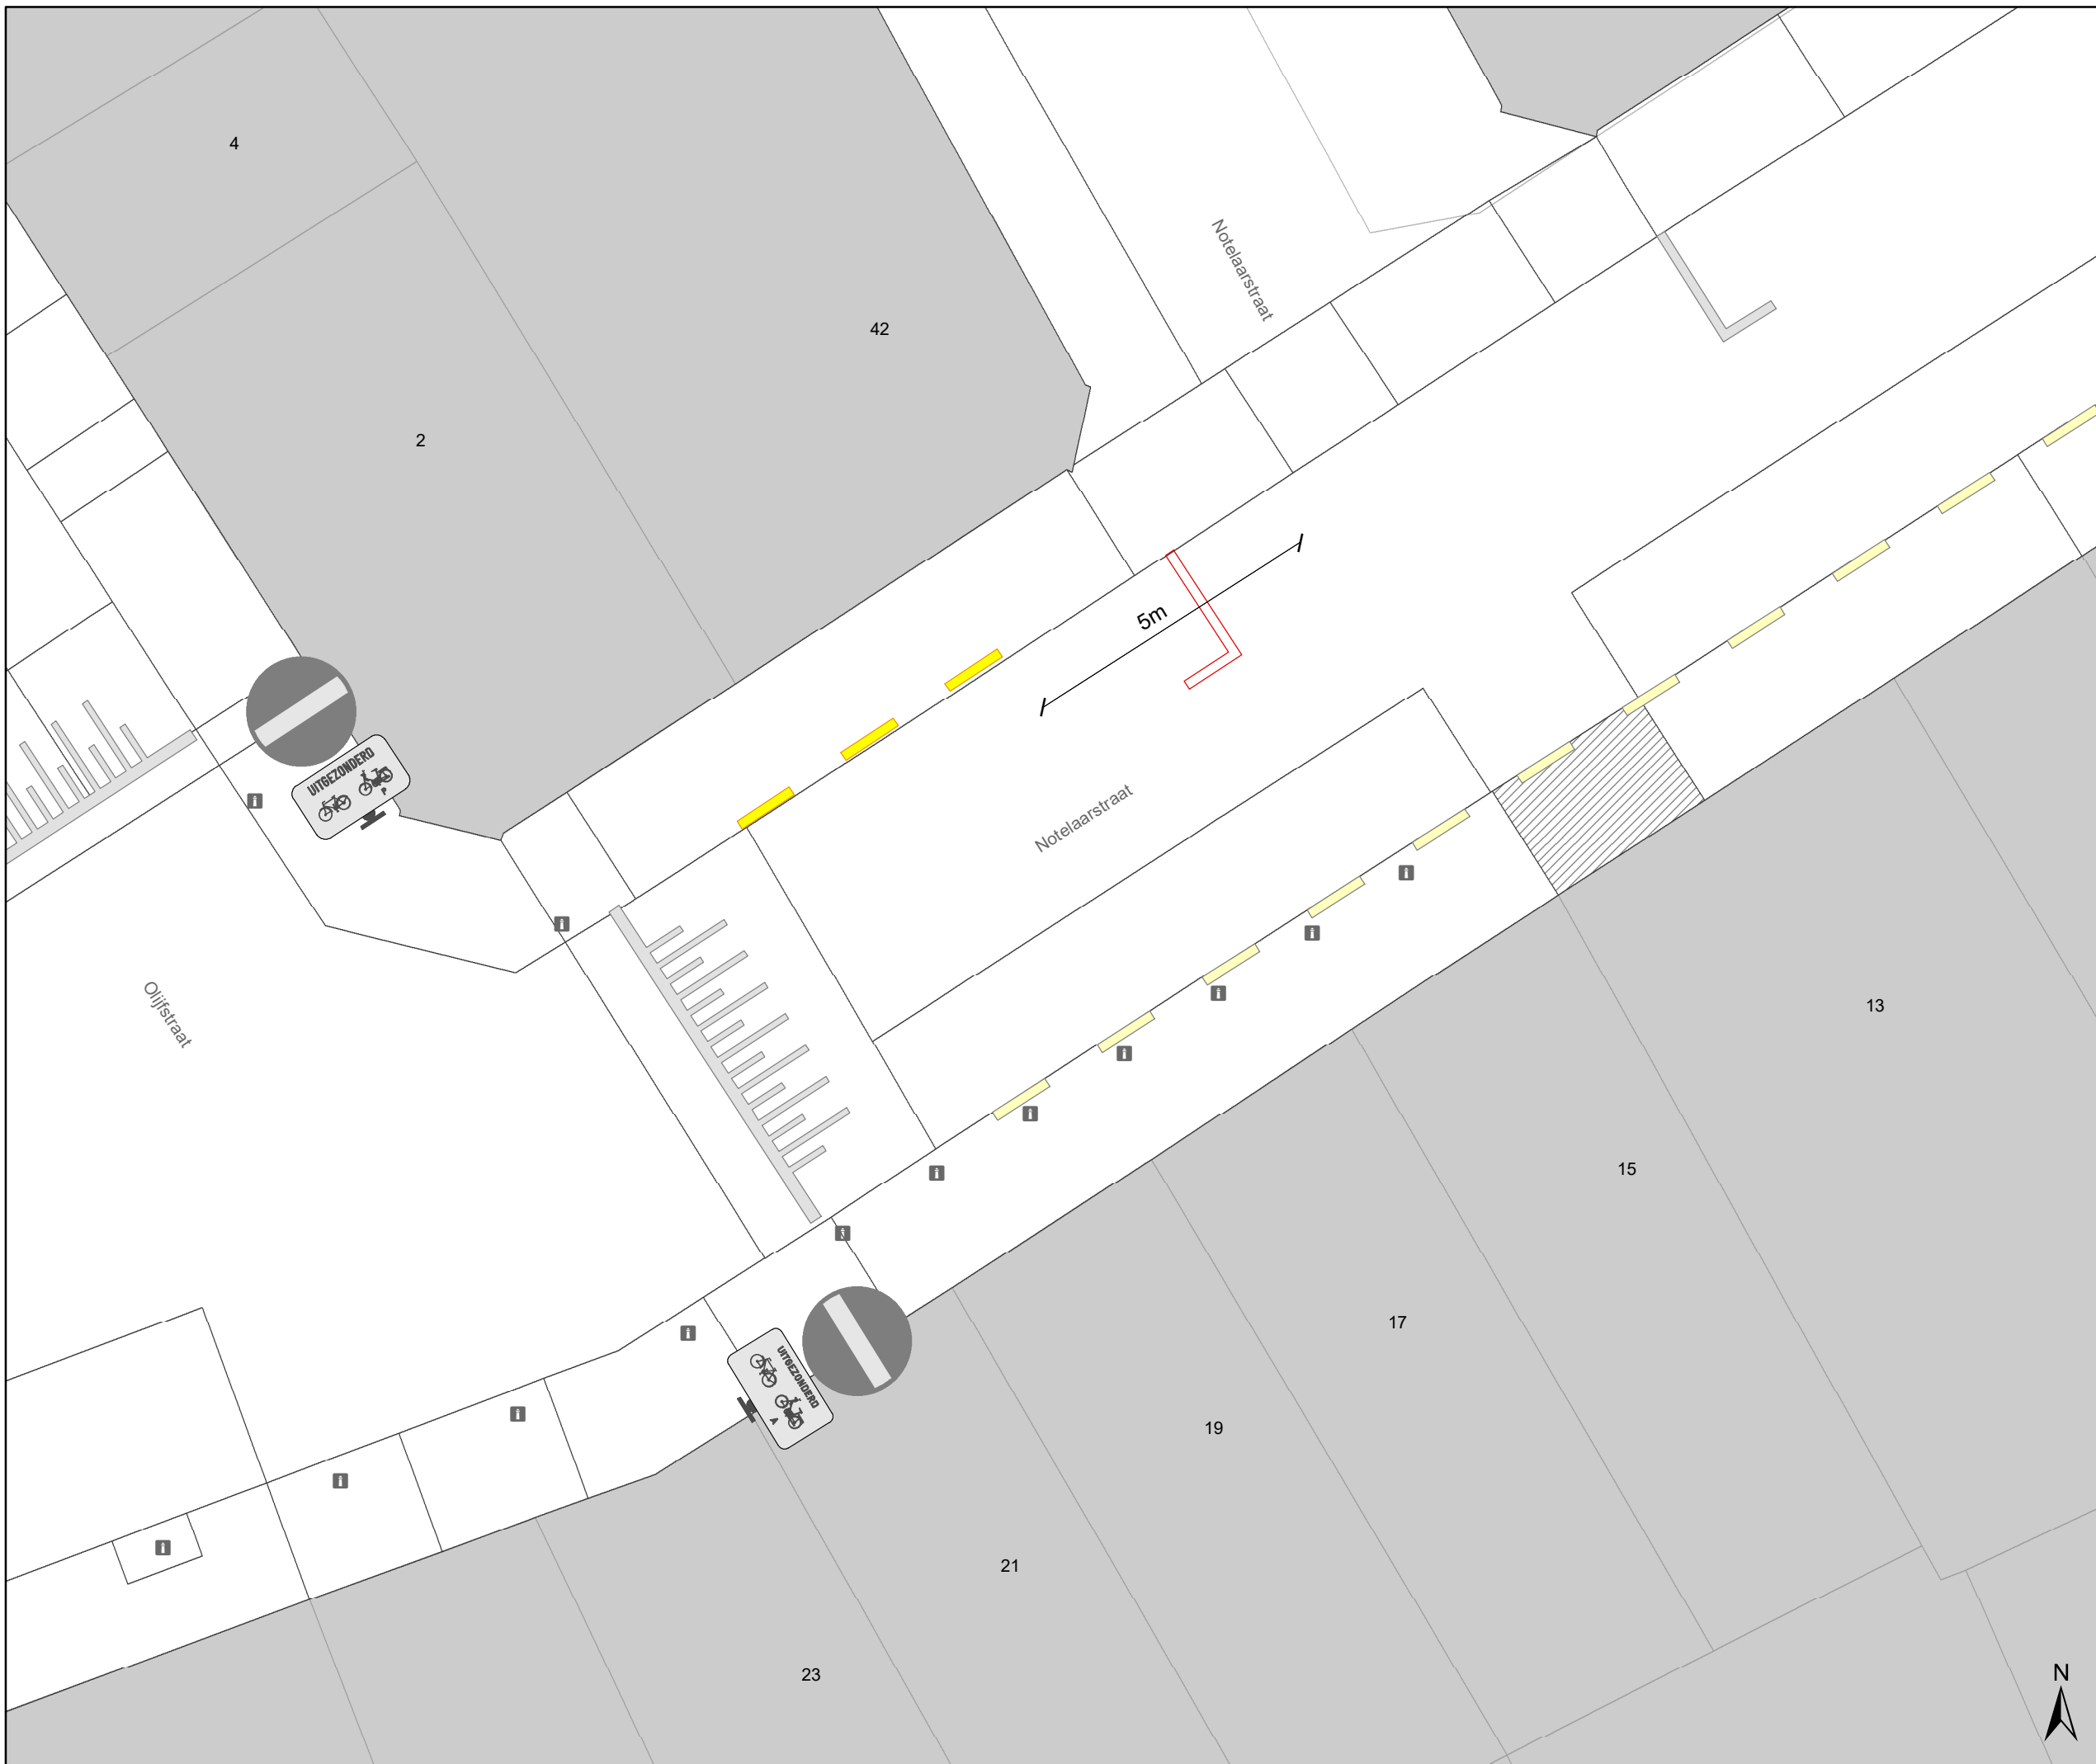 4
Notelaarstraat
42
2
5m
UITGEZONDERD
P
Notelaarstraat
Olijfstraat
13
15
17
UITGEZONDERD
A
19
21
23
N